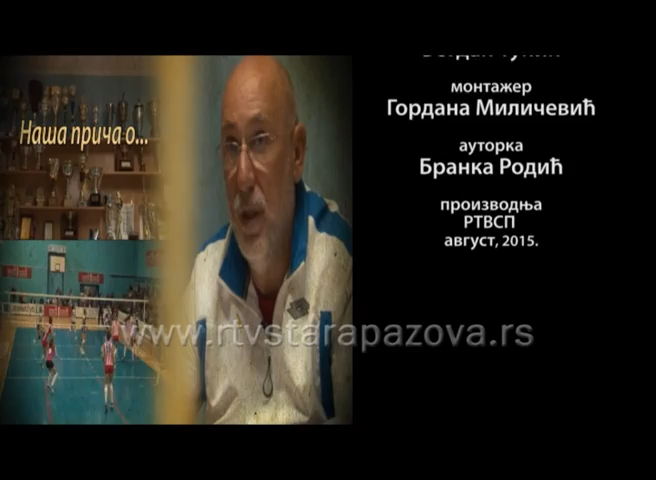 Наша прича о...
монтажер
Гордана Миличевић
ауторка
Бранка Родић
производња
РТВСП
август, 2015.
www.rtvstarapazova.rs